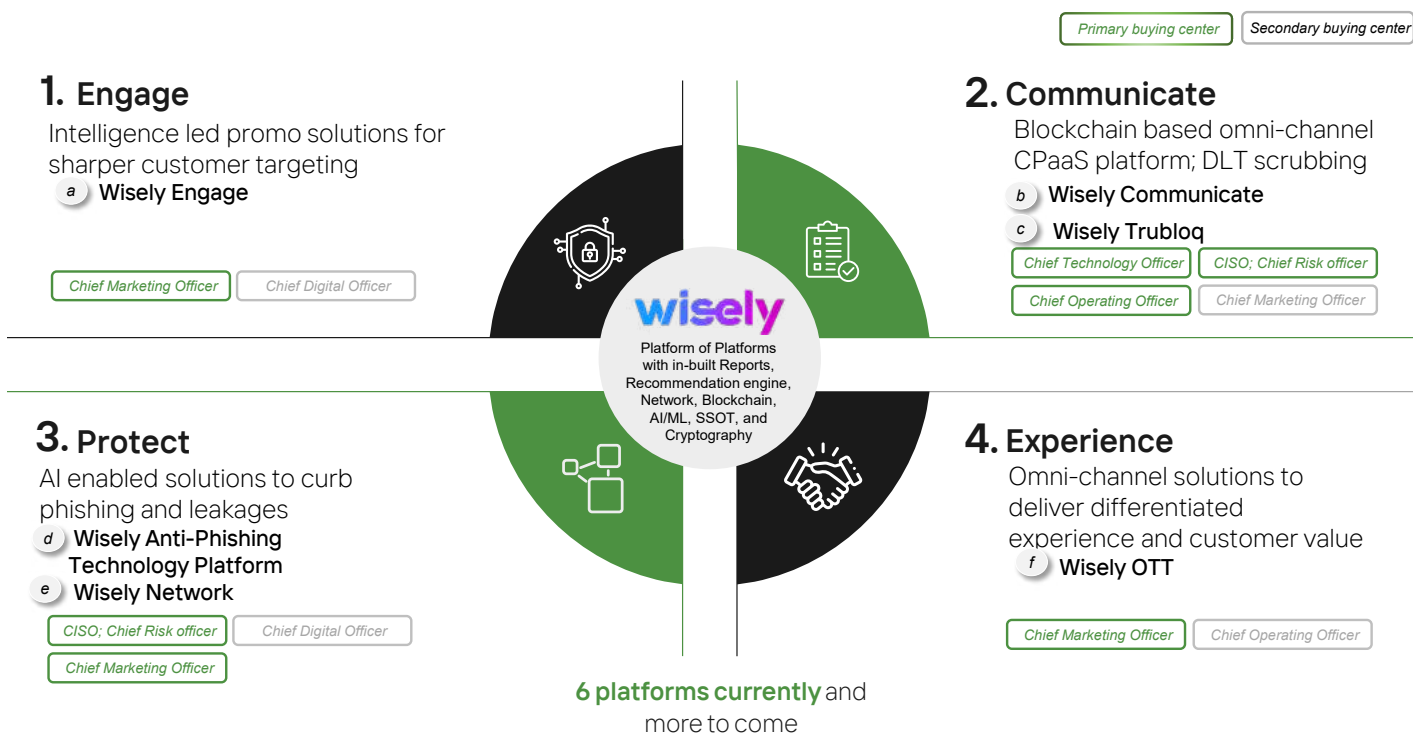 Primary buying center
Secondary buying center
1. Engage
Intelligence led promo solutions for
sharper customer targeting
a Wisely Engage
Chief Marketing Officer
Chief Digital Officer
2. Communicate
Blockchain based omni-channel
CPaaS platform; DLT scrubbing
b Wisely Communicate
c Wisely Trubloq
Chief Technology Officer
CISO; Chief Risk officer
Chief Operating Officer
Chief Marketing Officer
wisely
Platform of Platforms
with in-built Reports,
Recommendation engine,
Network, Blockchain,
AI/ML, SSOT, and
Cryptography
3. Protect
AI enabled solutions to curb
phishing and leakages
d Wisely Anti-Phishing
Technology Platform
e Wisely Network
CISO; Chief Risk officer
Chief Digital Officer
Chief Marketing Officer
4. Experience
Omni-channel solutions to
deliver differentiated
experience and customer value
f Wisely OTT
Chief Marketing Officer
Chief Operating Officer
6 platforms currently and
more to come